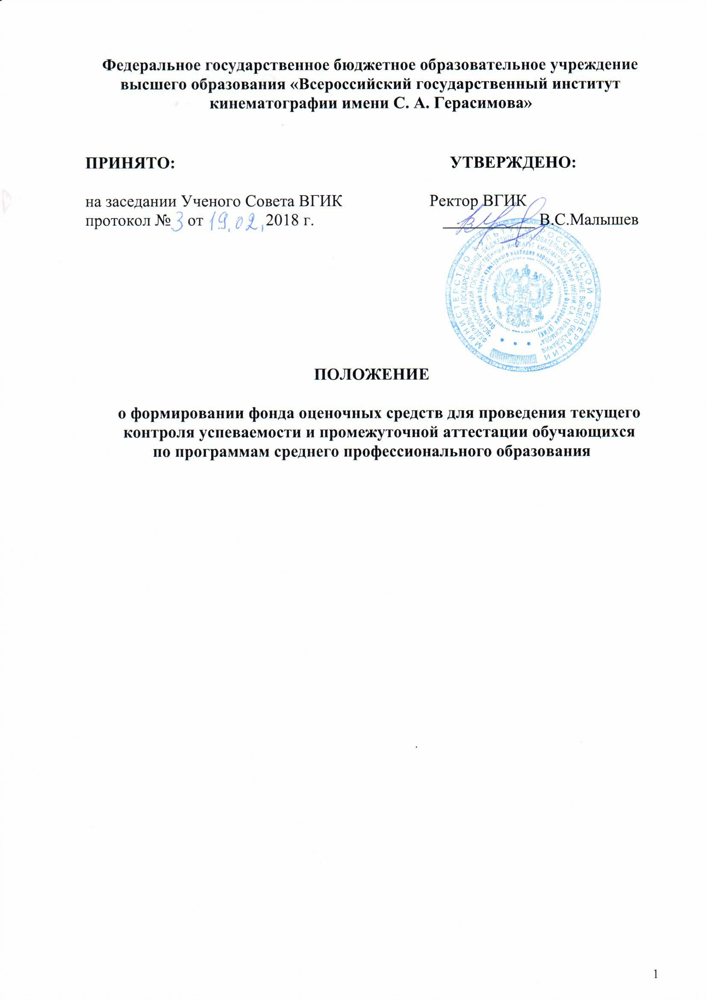 Федеральное государственное бюджетное образовательное учреждение
высшего образования «Всероссийский государственный институт
кинематографии имени С. А. Герасимова»
ПРИНЯТО:
на заседании Ученого Совета ВГИК
протокол № 3 от 19.02. 2018 г.
УТВЕРЖДЕНО:
Ректор ВГИК
В.С.Малышев
МИНИСТЕРСТВО КУЛЬТУРЫ РОССИЙСКОЙ ФЕДЕРАЦИИ
ФЕДЕРАЛЬНОЕ ГОСУДАРСТВЕННОЕ БЮДЖЕТНОЕ ОБРАЗОВАТЕЛЬНОЕ УЧРЕЖДЕНИЕ ВЫСШЕГО ОБРАЗОВАНИЯ
"ВСЕРОССИЙСКИЙ ГОСУДАРСТВЕННЫЙ ИНСТИТУТ КИНЕМАТОГРАФИИ ИМЕНИ С.А. ГЕРАСИМОВА"
Особо ценный объект культурного наследия народов Российской Федерации (ВГИК)
ПОЛОЖЕНИЕ
о формировании фонда оценочных средств для проведения текущего
контроля успеваемости и промежуточной аттестации обучающихся
по программам среднего профессионального образования
1